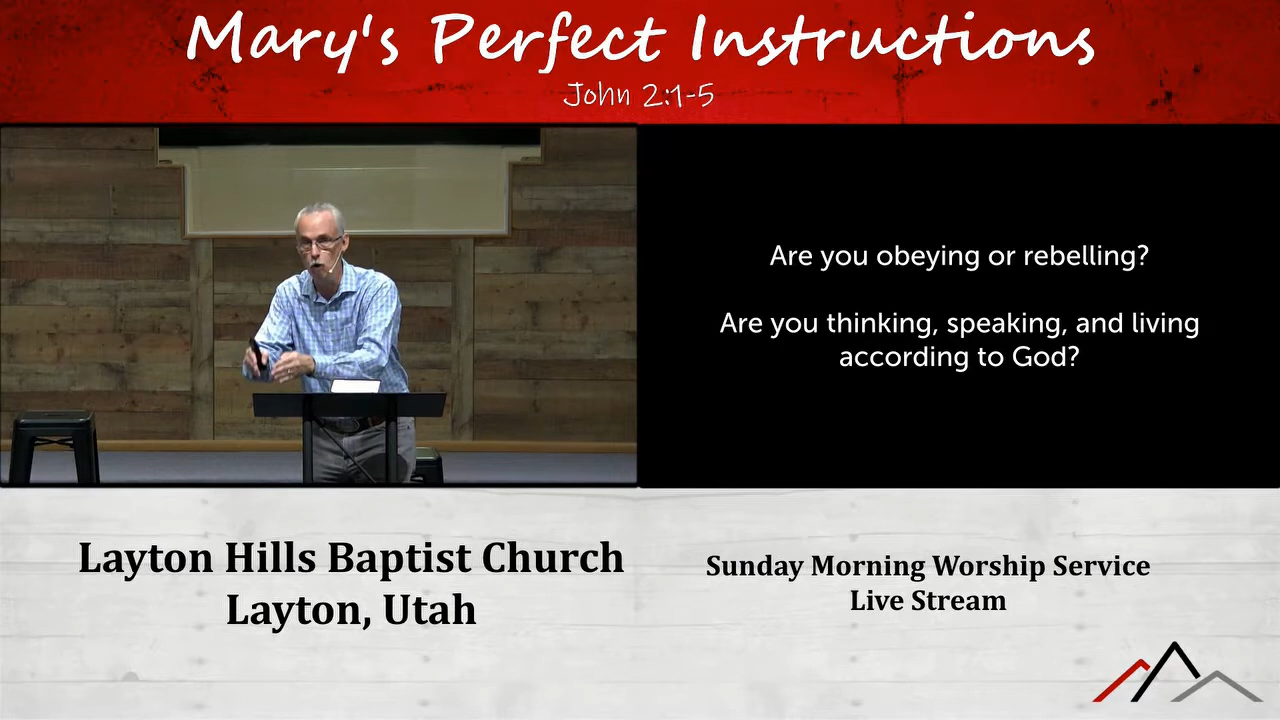 Mary's Perfect Instructions
John 2:1-5
Are you obeying or rebelling?
Are you thinking, speaking, and living
according to God?
Layton Hills Baptist Church
Layton, Utah
Sunday Morning Worship Service
Live Stream